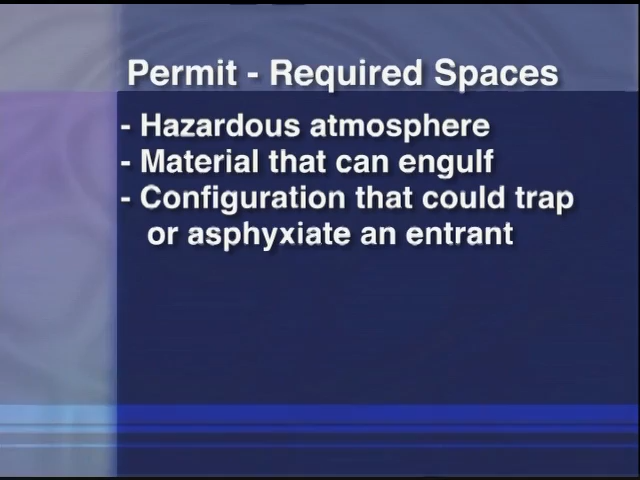 Permit - Required Spaces
- Hazardous atmosphere
- Material that can engulf
- Configuration that could trap
or asphyxiate an entrant